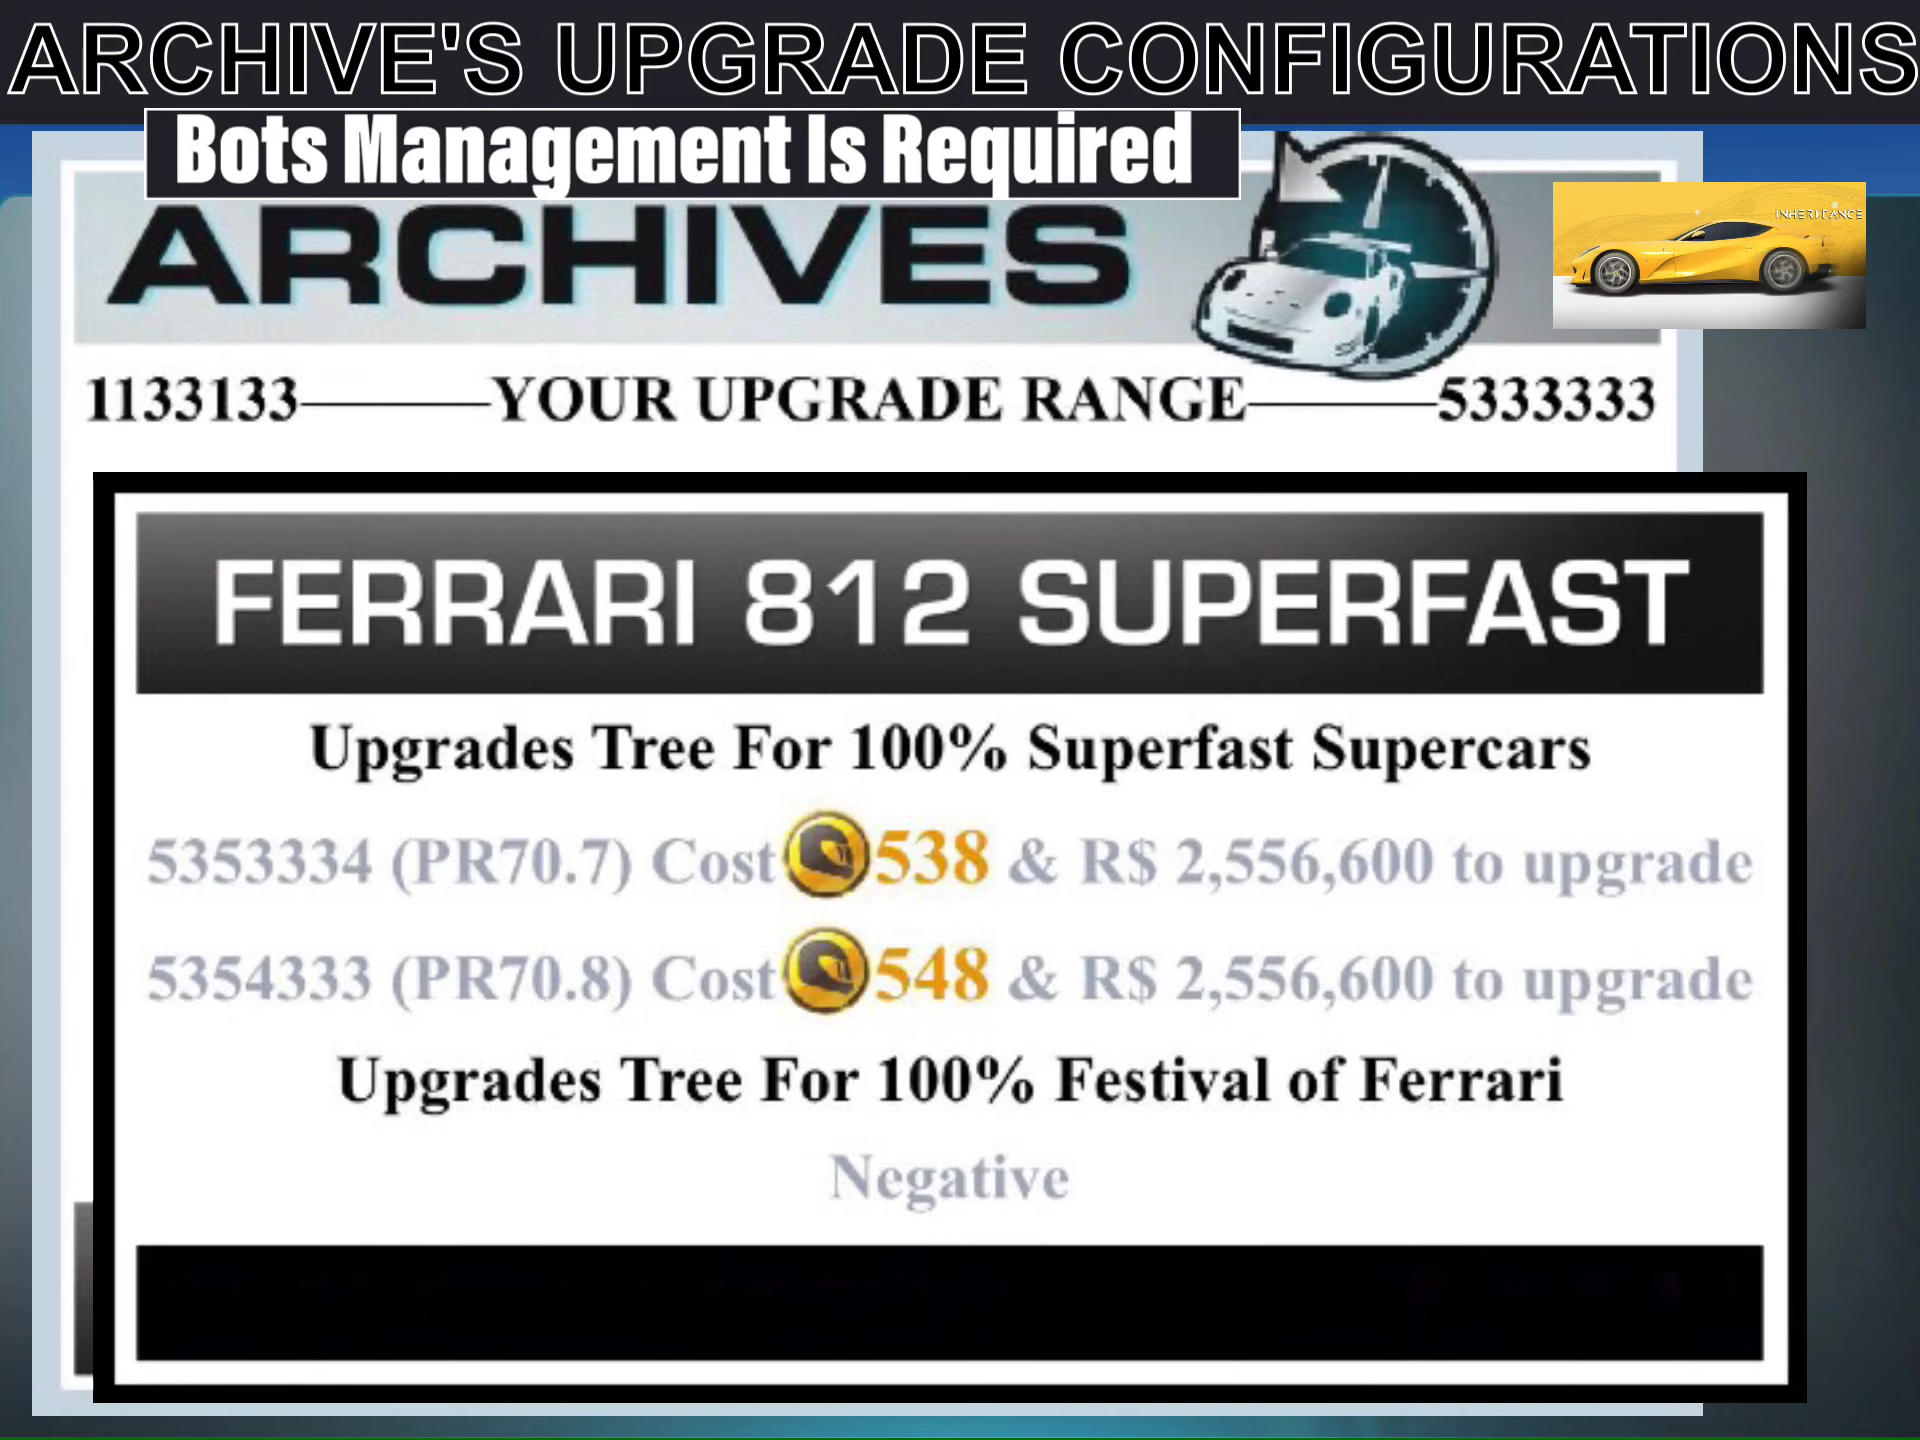 ARCHIVE'S UPGRADE CONFIGURATIONS
Bots Management Is Required
ARCHIVES
INHERITANCE
1133133———YOUR UPGRADE RANGE———5333333
FERRARI 812 SUPERFAST
Upgrades Tree For 100% Superfast Supercars
5353334 (PR70.7) Cost 538 & R$ 2,556,600 to upgrade
5354333 (PR70.8) Cost 548 & R$ 2,556,600 to upgrade
Upgrades Tree For 100% Festival of Ferrari
Negative